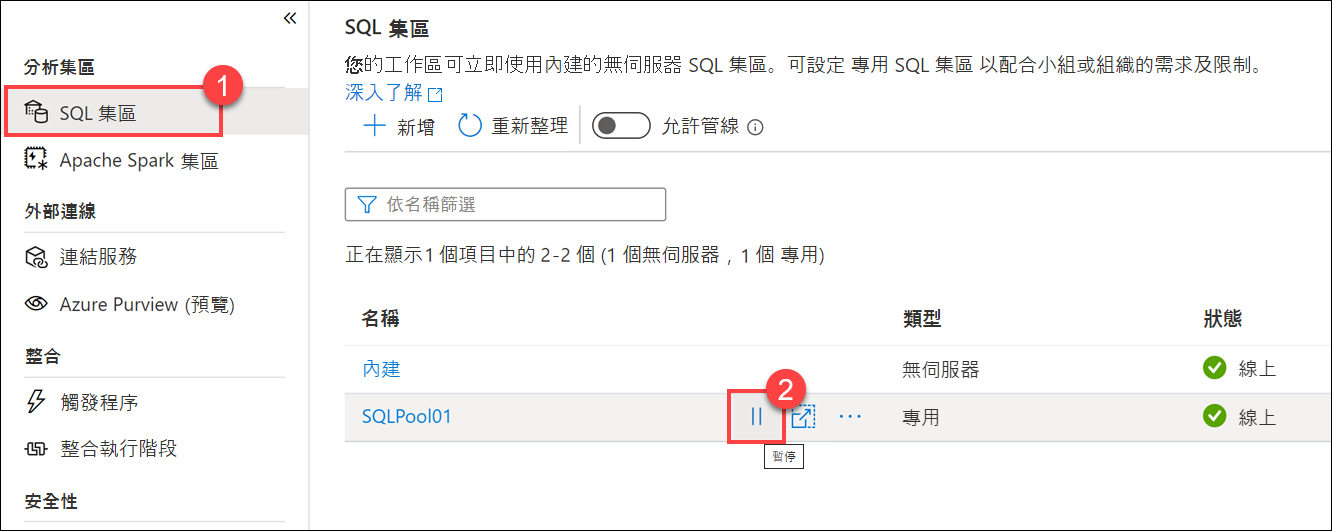 «
分析集區
1
SQL 集區
Apache Spark 集區
外部連線
連結服務
Azure Purview (預覽)
整合
觸發程序
整合執行階段
安全性
SQL 集區
您的工作區可立即使用內建的無伺服器 SQL 集區。可設定 專用 SQL 集區 以配合小組或組織的需求及限制。
深入了解
新增 重新整理 允許管線
依名稱篩選
正在顯示1 個項目中的 2-2 個 (1 個無伺服器，1 個 專用)
名稱 類型 狀態
內建 無伺服器 線上
2
SQLPool01 ··· 專用 線上
暫停